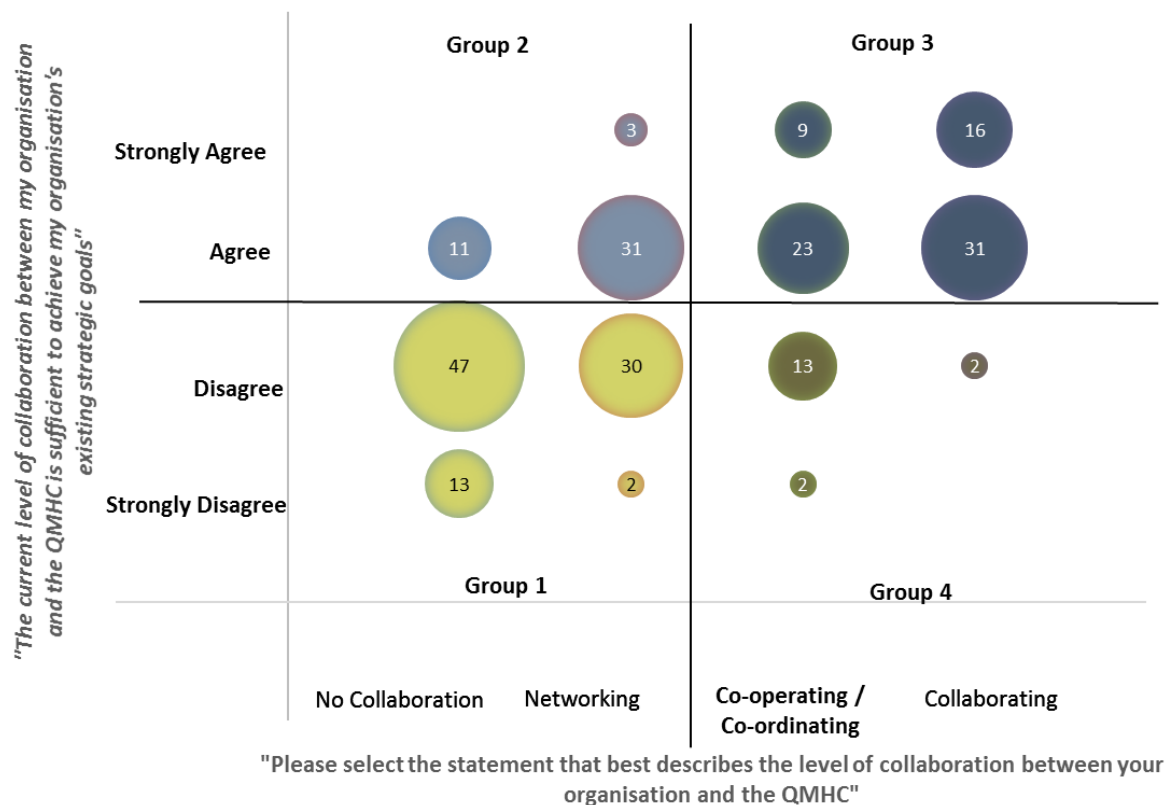 "The current level of collaboration between my organisation
and the QMHC is sufficient to achieve my organisation's
existing strategic goals"
Group 2
Group 3
Strongly Agree
3
9
16
Agree
11
31
23
31
Disagree
47
30
13
2
Strongly Disagree
13
2
2
Group 1
Group 4
No Collaboration
Networking
Co-operating /
Co-ordinating
Collaborating
"Please select the statement that best describes the level of collaboration between your
organisation and the QMHC"